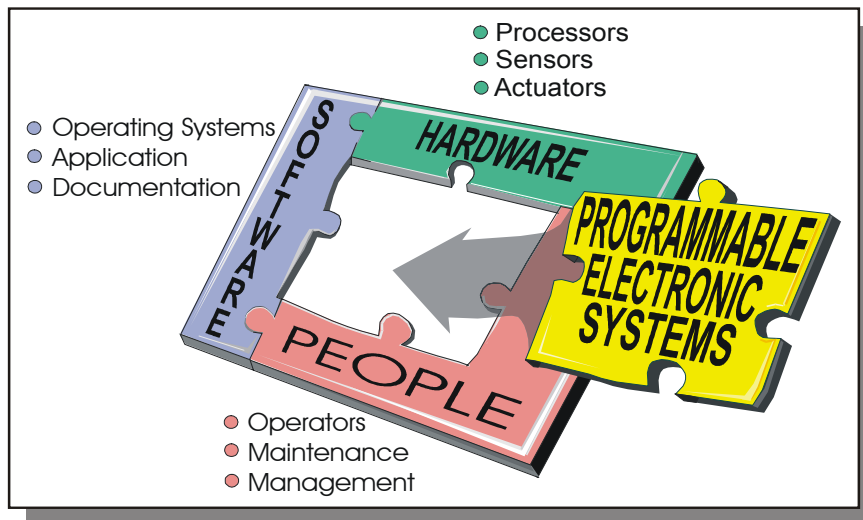 Processors
Sensors
Actuators
Operating Systems
Application
Documentation
SOFTWARE
HARDWARE
PROGRAMMABLE
ELECTRONIC
SYSTEMS
PEOPLE
Operators
Maintenance
Management